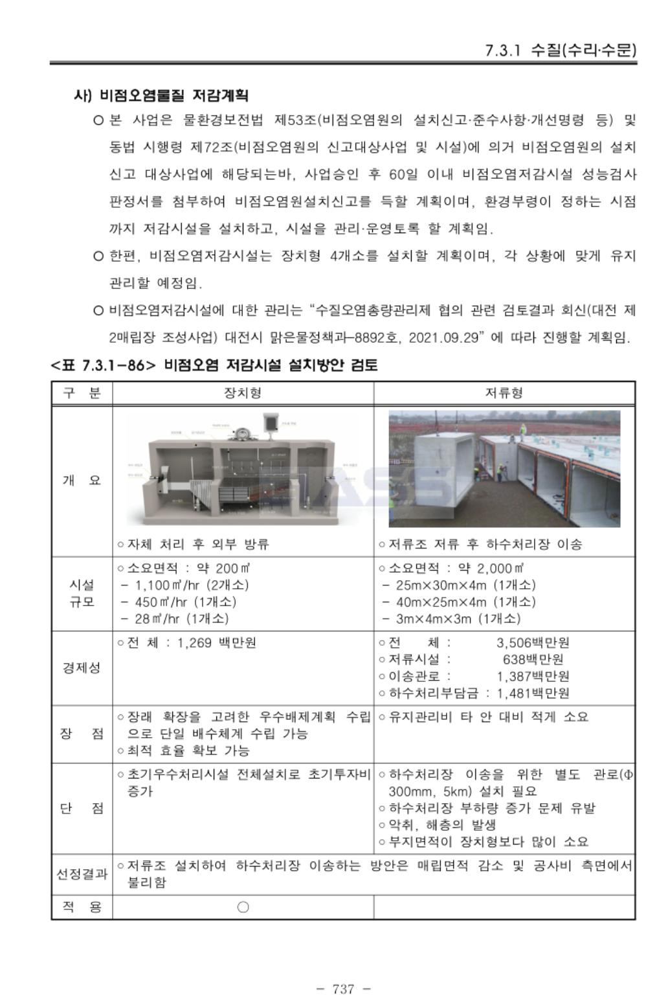 7.3.1 수질(수리·수문)
사) 비점오염물질 저감계획
○ 본 사업은 물환경보전법 제53조(비점오염원의 설치신고·준수사항·개선명령 등) 및
동법 시행령 제72조(비점오염원의 신고대상사업 및 시설)에 의거 비점오염원의 설치
신고 대상사업에 해당되는바, 사업승인 후 60일 이내 비점오염저감시설 성능검사
판정서를 첨부하여 비점오염원설치신고를 득할 계획이며, 환경부령이 정하는 시점
까지 저감시설을 설치하고, 시설을 관리·운영토록 할 계획임.
○ 한편, 비점오염저감시설는 장치형 4개소를 설치할 계획이며, 각 상황에 맞게 유지
관리할 예정임.
○ 비점오염저감시설에 대한 관리는 “수질오염총량관리제 협의 관련 검토결과 회신(대전 제
2매립장 조성사업) 대전시 맑은물정책과-8892호, 2021.09.29” 에 따라 진행할 계획임.
<표 7.3.1-86> 비점오염 저감시설 설치방안 검토
구 분 장치형 저류형
개 요
○ 자체 처리 후 외부 방류
○ 저류조 저류 후 하수처리장 이송
시설
규모
○ 소요면적 : 약 200㎡
- 1,100㎥/hr (2개소)
- 450㎥/hr (1개소)
- 28㎥/hr (1개소)
○ 소요면적 : 약 2,000㎡
- 25m×30m×4m (1개소)
- 40m×25m×4m (1개소)
- 3m×4m×3m (1개소)
경제성
○ 전 체 : 1,269 백만원
○ 전 체 : 3,506백만원
○ 저류시설 : 638백만원
○ 이송관로 : 1,387백만원
○ 하수처리부담금 : 1,481백만원
장 점
○ 장래 확장을 고려한 우수배제계획 수립
으로 단일 배수체계 수립 가능
○ 최적 효율 확보 가능
○ 유지관리비 타 안 대비 적게 소요
단 점
○ 초기우수처리시설 전체설치로 초기투자비
증가
○ 하수처리장 이송을 위한 별도 관로(Φ
300mm, 5km) 설치 필요
○ 하수처리장 부하량 증가 문제 유발
○ 악취, 해층의 발생
○ 부지면적이 장치형보다 많이 소요
선정결과
○ 저류조 설치하여 하수처리장 이송하는 방안은 매립면적 감소 및 공사비 측면에서
불리함
적 용 ○
- 737 -